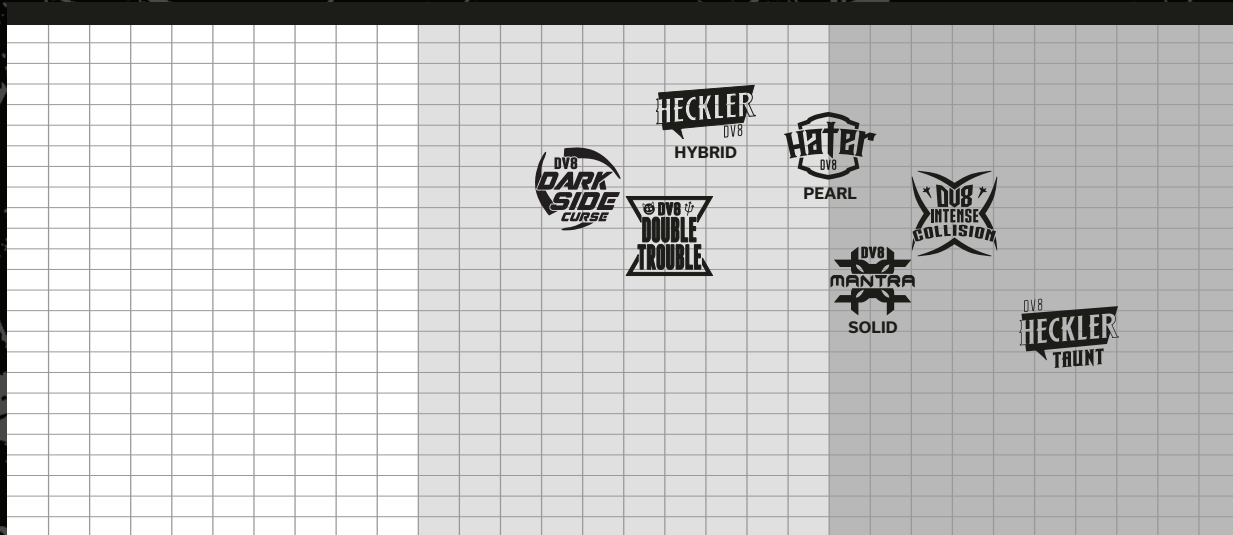 HECKLER
DV8
HYBRID
Hater
DV8
PEARL
DV8
DARK
SIDE
CURSE
DV8
DOUBLE
TROUBLE
DV8
INTENSE
COLLISION
DV8
MANTRA
SOLID
DV8
HECKLER
TAUNT